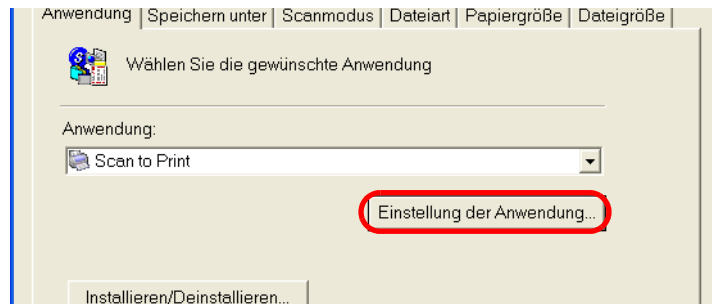 Anwendung Speichern unter Scanmodus Dateiart Papiergröße Dateigröße
Wählen Sie die gewünschte Anwendung
Anwendung:
Scan to Print
Einstellung der Anwendung...
Installieren/Deinstallieren...